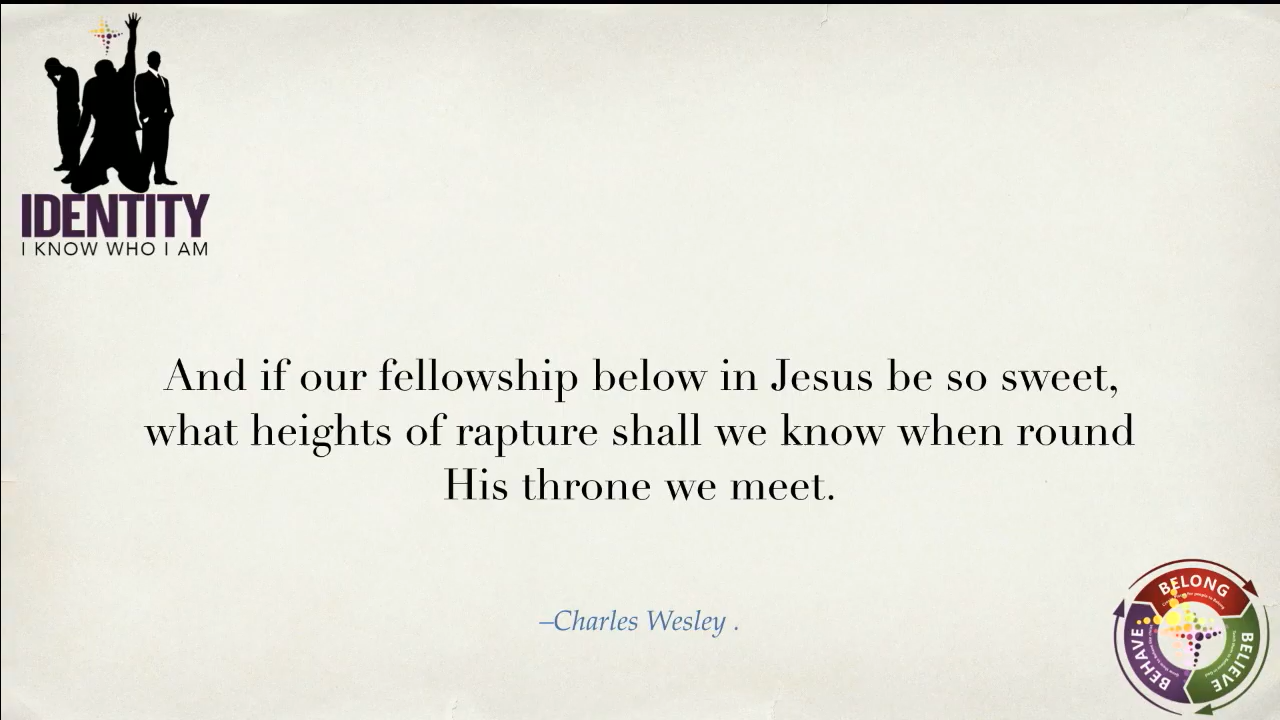 IDENTITY
I KNOW WHO I AM
And if our fellowship below in Jesus be so sweet,
what heights of rapture shall we know when round
His throne we meet.
–Charles Wesley .
BELONG
BEHAVE
BELIEVE